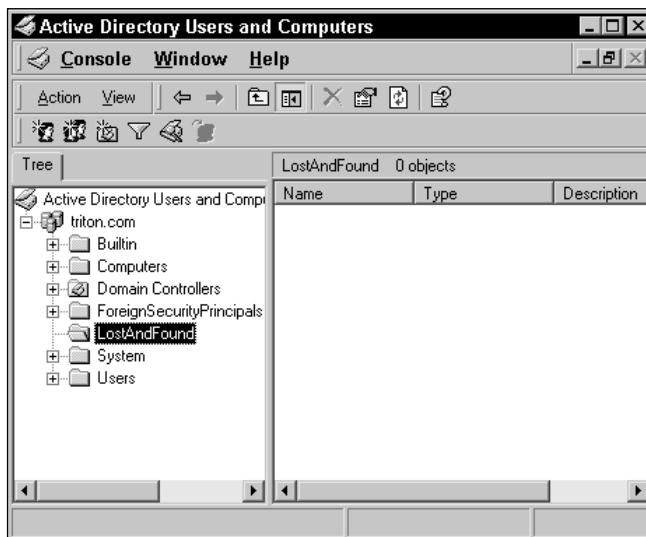 Active Directory Users and Computers
Console Window Help
Action View
Tree
LostAndFound 0 objects
Name Type Description
Active Directory Users and Comp
triton.com
Builtin
Computers
Domain Controllers
ForeignSecurityPrincipals
LostAndFound
System
Users